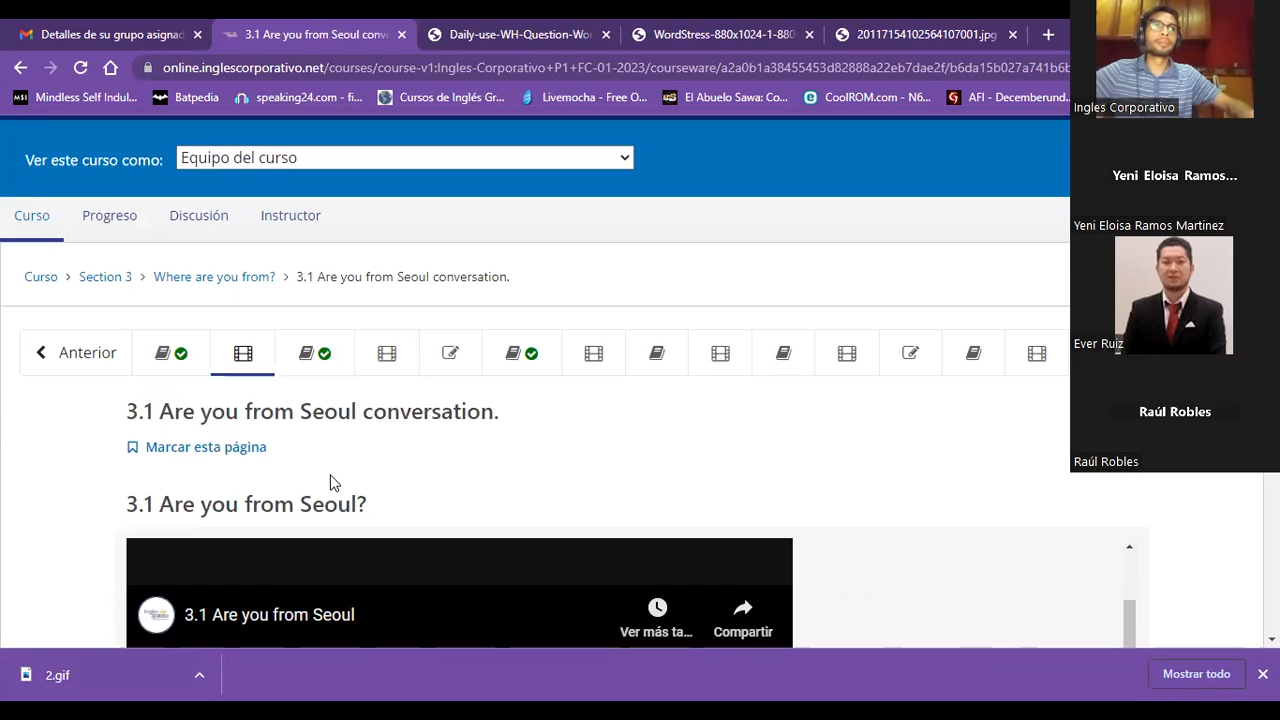 Detalles de su grupo asignad
3.1 Are you from Seoul conv
Daily-use-WH-Question-Wo
WordStress-880x1024-1-880
20117154102564107001.jpg
online.inglescorporativo.net/courses/course-v1:Ingles-Corporativo+P1+FC-01-2023/courseware/a2a0b1a38455453d82888a22eb7dae2f/b6da15b027a741b6b
Mindless Self Indul...
Batpedia
speaking24.com - fi...
Cursos de Inglés Gr...
Livemocha - Free O...
El Abuelo Sawa: Co...
CoolROM.com - N6...
AFI - Decemberund...
Ver este curso como:
Equipo del curso
Curso
Progreso
Discusión
Instructor
Curso > Section 3 > Where are you from? > 3.1 Are you from Seoul conversation.
Anterior
3.1 Are you from Seoul conversation.
Marcar esta página
3.1 Are you from Seoul?
3.1 Are you from Seoul
Ver más ta...
Compartir
2.gif
Mostrar todo
Ingles Corporativo
Yeni Eloisa Ramos...
Yeni Eloisa Ramos Martinez
Ever Ruiz
Raúl Robles
Raúl Robles